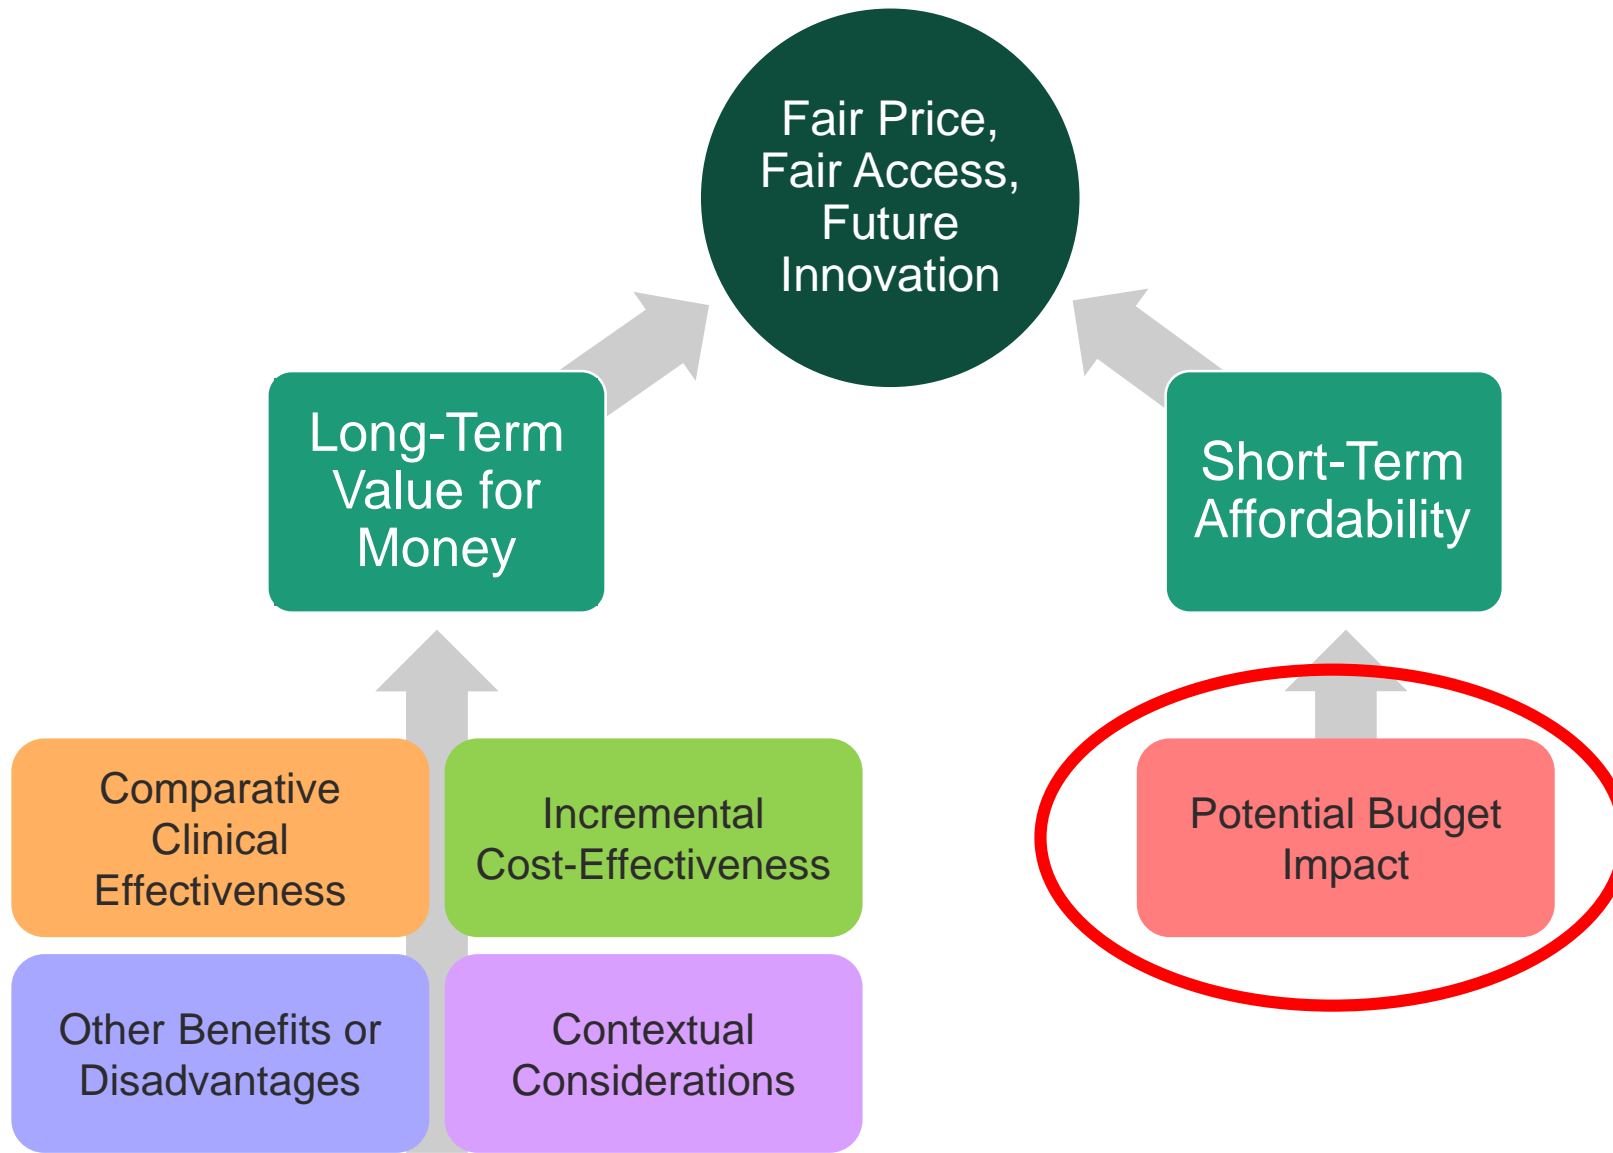 Fair Price,
Fair Access,
Future
Innovation
Long-Term
Value for
Money
Short-Term
Affordability
Comparative
Clinical
Effectiveness
Incremental
Cost-Effectiveness
Potential Budget
Impact
Other Benefits or
Disadvantages
Contextual
Considerations